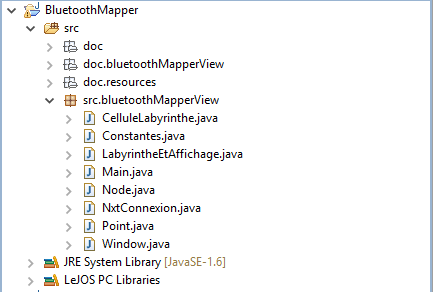 BluetoothMapper
src
doc
doc.bluetoothMapperView
doc.resources
src.bluetoothMapperView
CelluleLabyrinthe.java
Constantes.java
LabyrintheEtAffichage.java
Main.java
Node.java
NxtConnexion.java
Point.java
Window.java
JRE System Library [JavaSE-1.6]
LeJOS PC Libraries